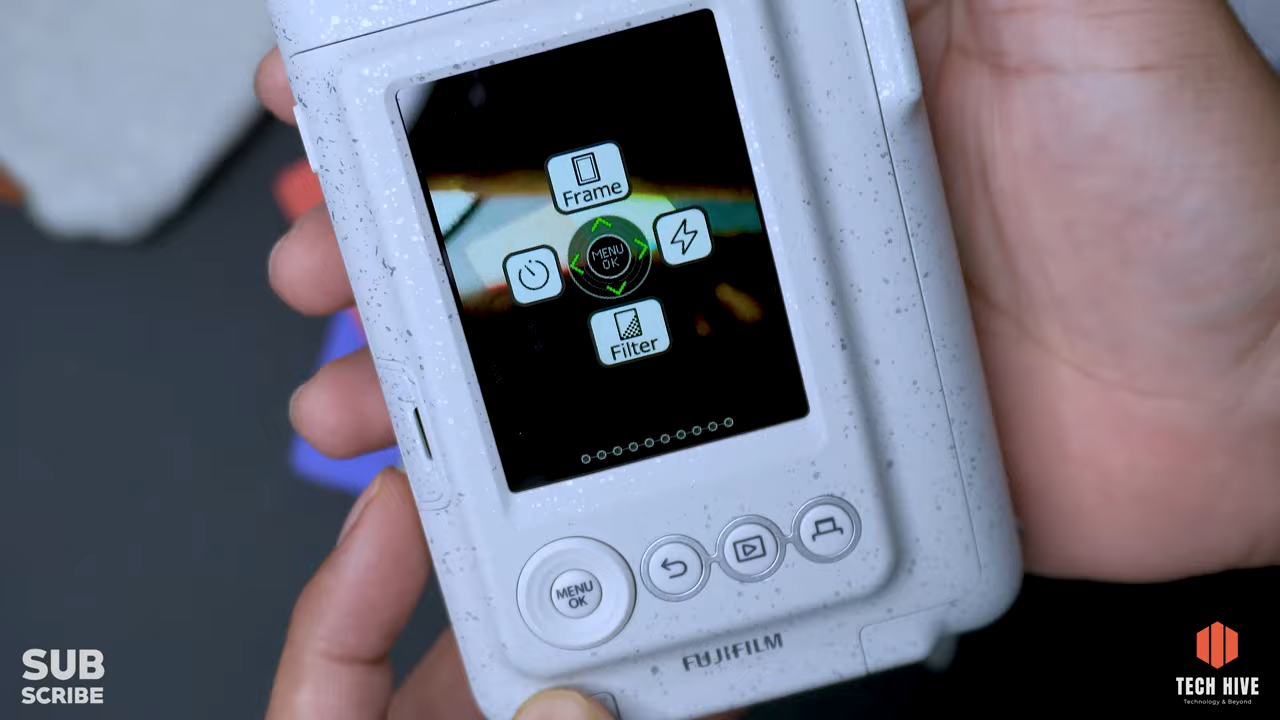 Frame
MENU
OK
Filter
MENU
OK
FUJIFILM
SUB
SCRIBE
TECH HIVE
Technology & Beyond